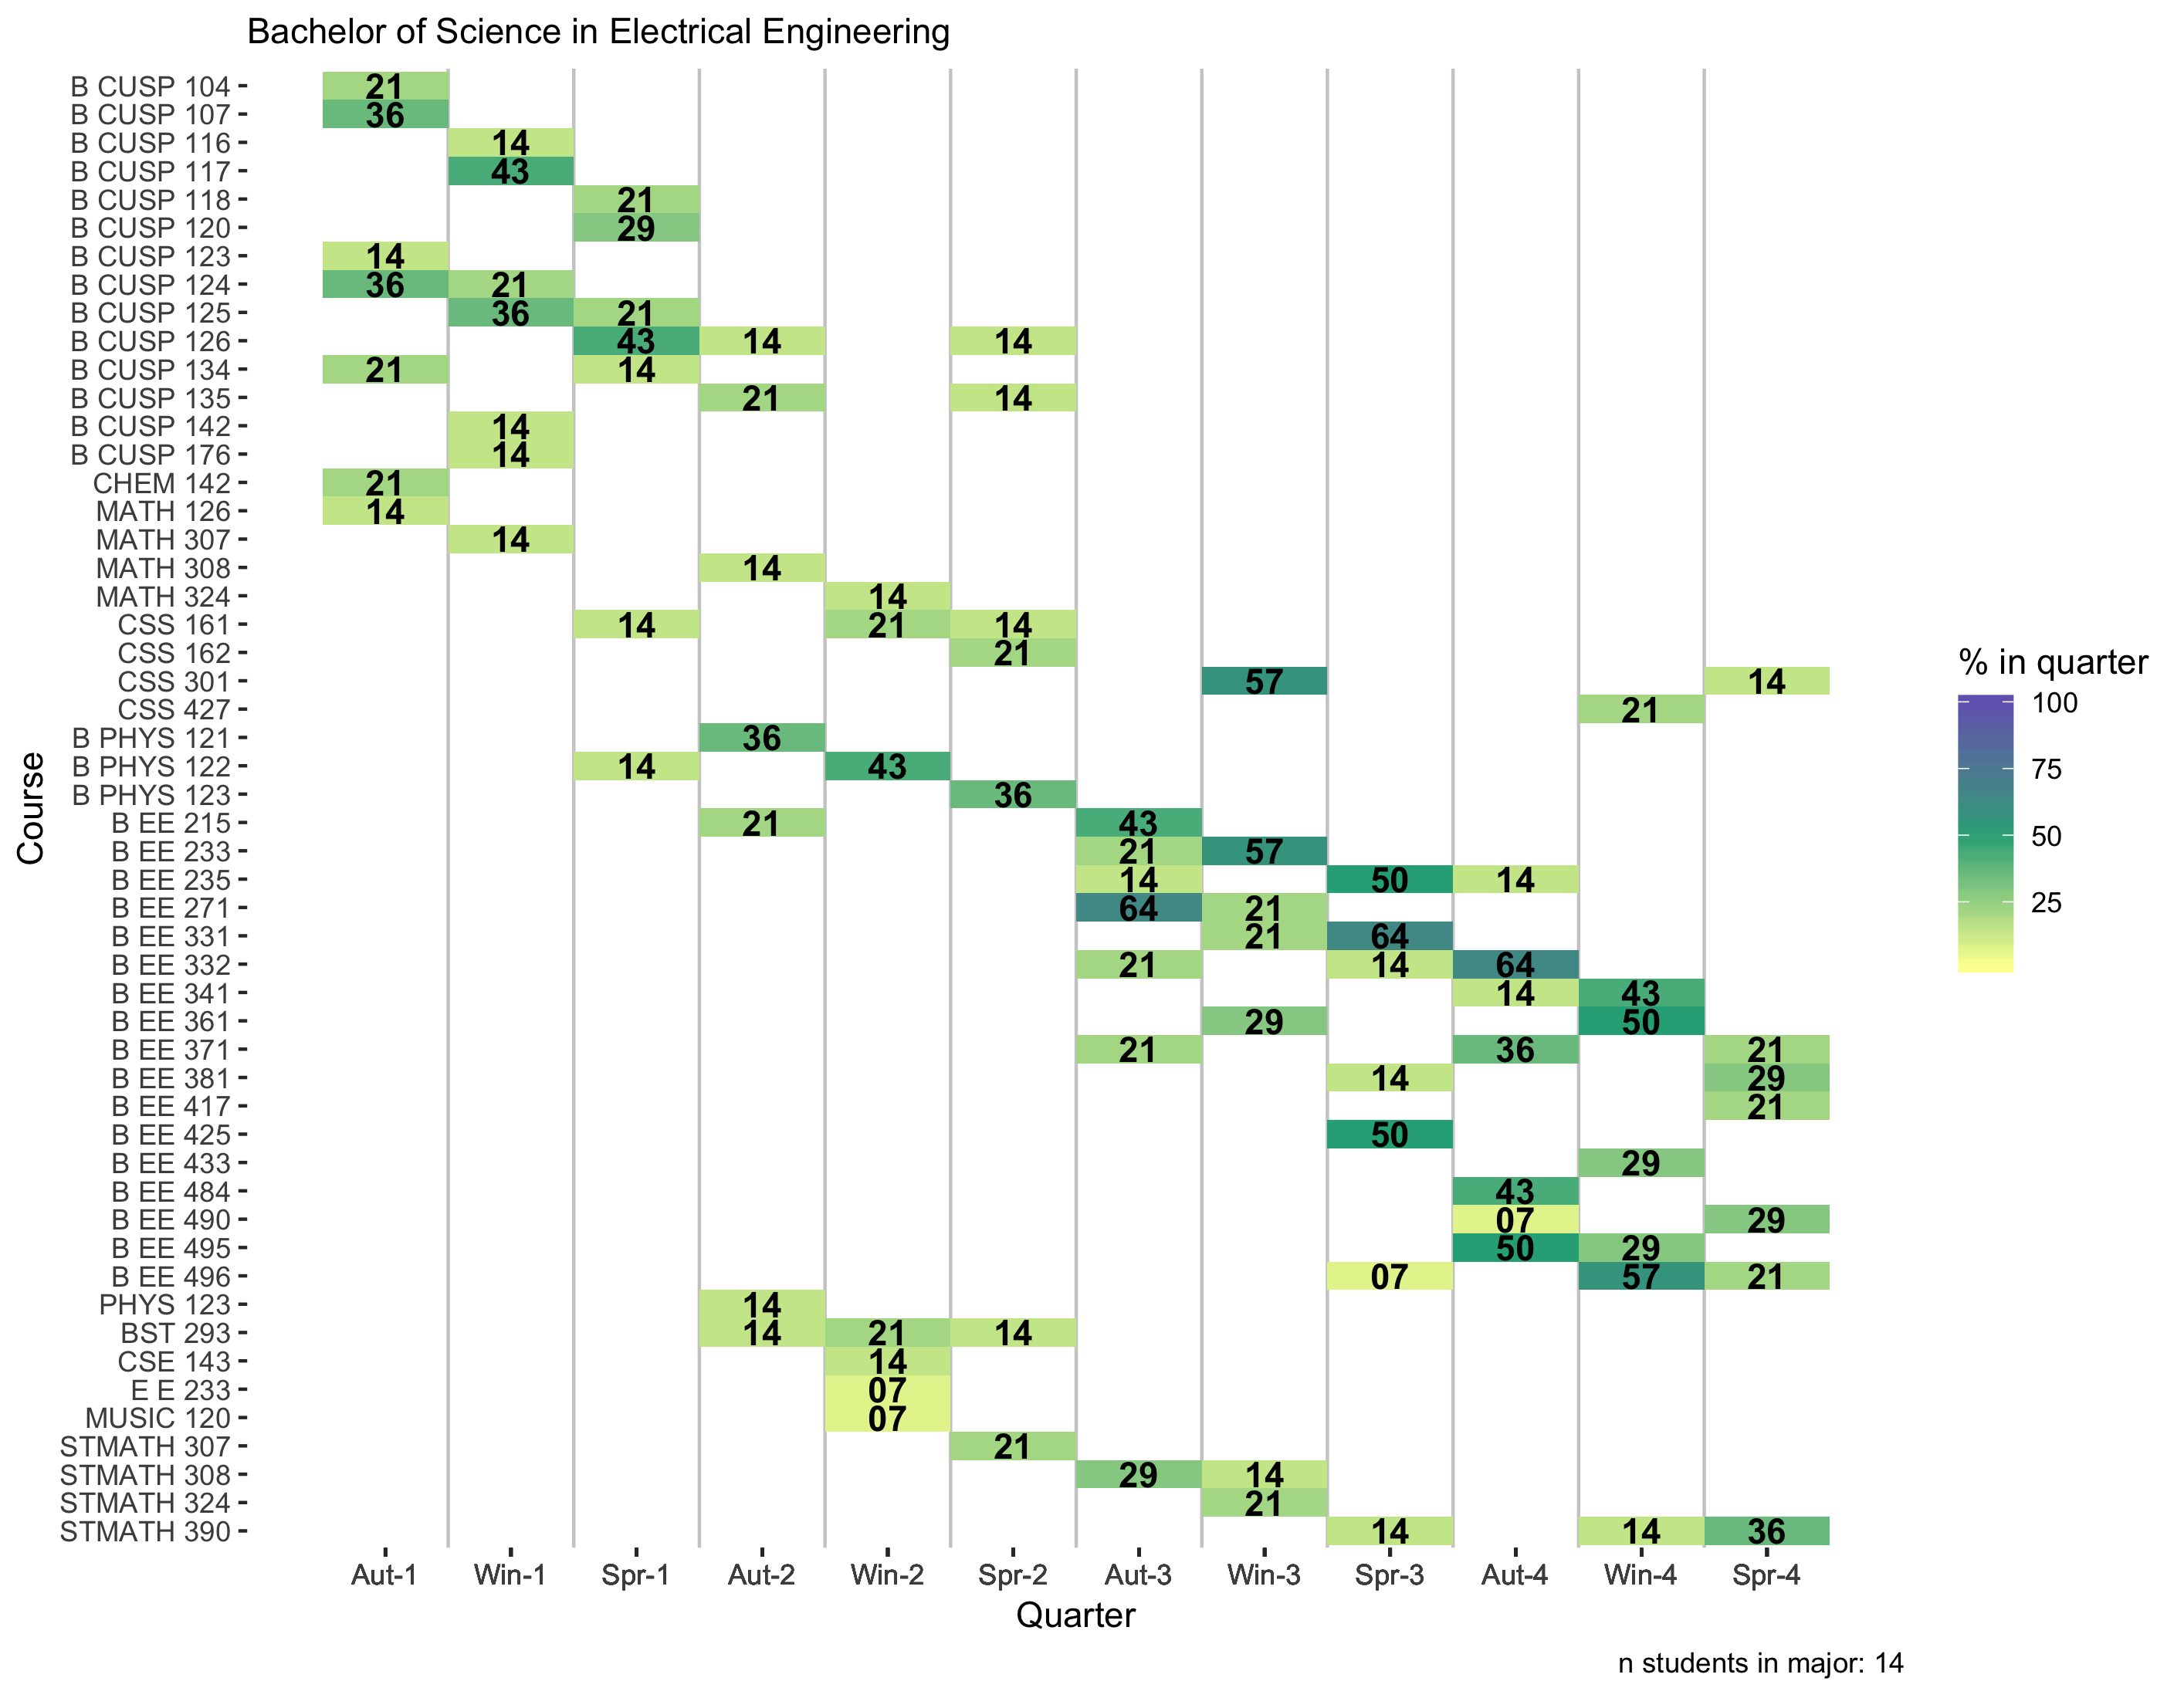 Bachelor of Science in Electrical Engineering
B CUSP 104 21
B CUSP 107 36
B CUSP 116 14
B CUSP 117 43
B CUSP 118 21
B CUSP 120 29
B CUSP 123 14
B CUSP 124 36 21
B CUSP 125 36 21
B CUSP 126 43 14 14
B CUSP 134 21 14
B CUSP 135 21 14
B CUSP 142 14
B CUSP 176 14
CHEM 142 21
MATH 126 14
MATH 307 14
MATH 308 14
MATH 324 14
CSS 161 14 21 14
CSS 162 21
CSS 301 57 14
CSS 427 21
B PHYS 121 36
B PHYS 122 14 43
B PHYS 123 36
B EE 215 21 43
B EE 233 21 57
B EE 235 14 50 14
B EE 271 64 21
B EE 331 21 64
B EE 332 21 14 64
B EE 341 14 43
B EE 361 29 50
B EE 371 21 36 21
B EE 381 14 29
B EE 417 21
B EE 425 50
B EE 433 29
B EE 484 43
B EE 490 07 29
B EE 495 50 29
B EE 496 07 57 21
PHYS 123 14
BST 293 14 21 14
CSE 143 14
E E 233 07
MUSIC 120 07
STMATH 307 21
STMATH 308 29 14
STMATH 324 21
STMATH 390 14 14 36
Aut-1 Win-1 Spr-1 Aut-2 Win-2 Spr-2 Aut-3 Win-3 Spr-3 Aut-4 Win-4 Spr-4
Quarter
Course
% in quarter
100
75
50
25
n students in major: 14